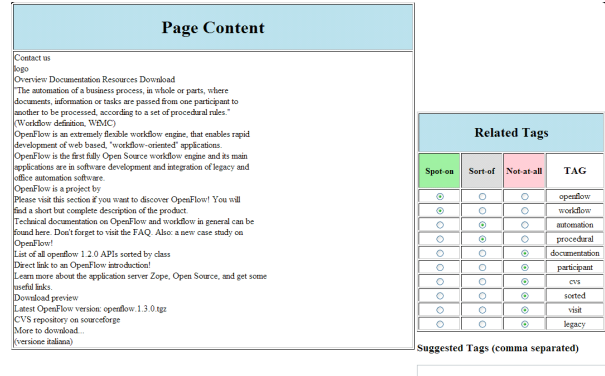 Page Content
Contact us
logo
Overview Documentation Resources Download
"The automation of a business process, in whole or parts, where
documents, information or tasks are passed from one participant to
another to be processed, according to a set of procedural rules."
(Workflow definition, WfMC)
OpenFlow is an extremely flexible workflow engine, that enables rapid
development of web based, "workflow-oriented" applications.
OpenFlow is the first fully Open Source workflow engine and its main
applications are in software development and integration of legacy and
office automation software.
OpenFlow is a project by
Please visit this section if you want to discover OpenFlow! You will
find a short but complete description of the product.
Technical documentation on OpenFlow and workflow in general can be
found here. Don't forget to visit the FAQ. Also: a new case study on
OpenFlow!
List of all openflow 1.2.0 APIs sorted by class
Direct link to an OpenFlow introduction!
Learn more about the application server Zope, Open Source, and get some
useful links.
Download preview
Latest OpenFlow version: openflow.1.3.0.tgz
CVS repository on sourceforge
More to download...
(versione italiana)
Related Tags
Spot-on Sort-of Not-at-all TAG
openflow
workflow
automation
procedural
documentation
participant
cvs
sorted
visit
legacy
Suggested Tags (comma separated)